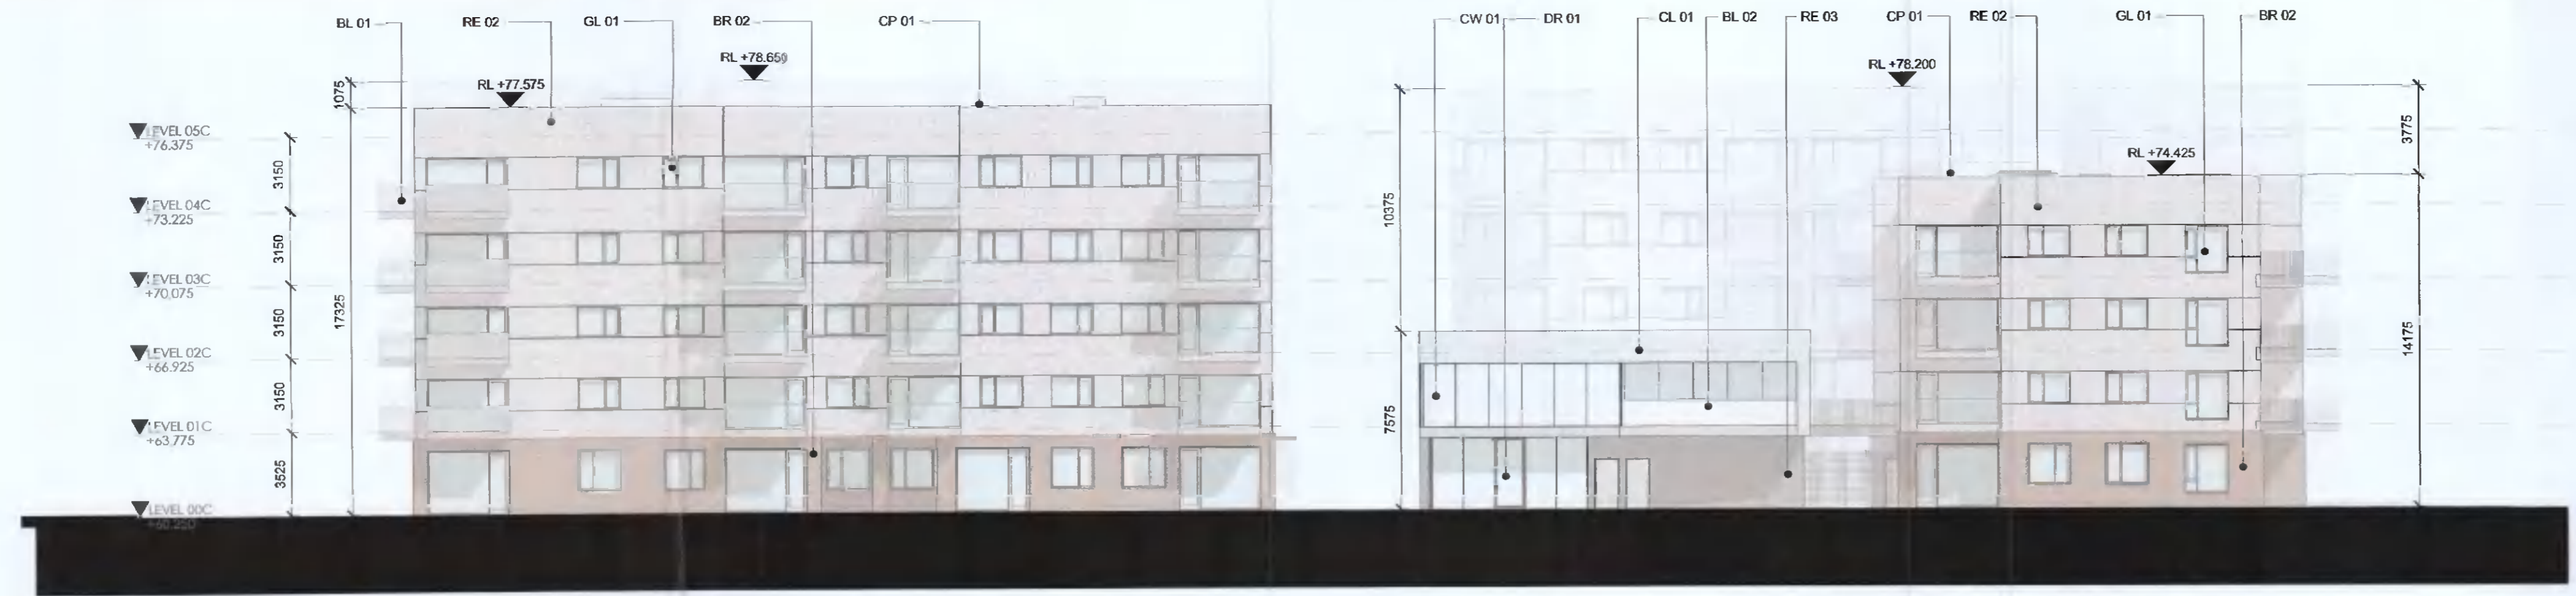 BL 01 RE 02 GL 01 BR 02 CP 01 CW 01 DR 01 CL 01 BL 02 RE 03 CP 01 RE 02 GL 01 BR 02
RL +78.650
RL +78.200
RL +77.575
RL +74.425
1075
LEVEL 05C
+76.375
3150
LEVEL 04C
+73.225
3150
LEVEL 03C
+70.075
3150
LEVEL 02C
+66.925
3150
LEVEL 01C
+63.775
3525
LEVEL 00C
+60.250
17325
10375
7575
3775
14175